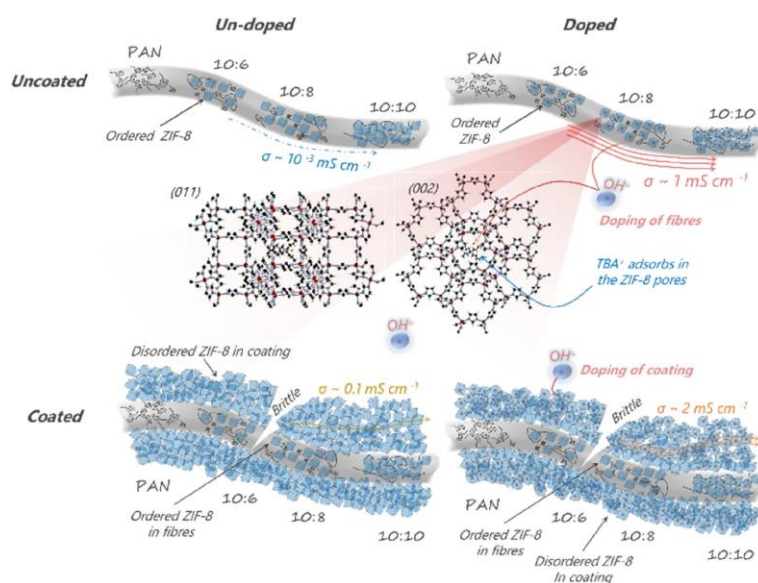 Un-doped
Doped
Uncoated
PAN
10:6
10:8
10:10
Ordered ZIF-8
σ ~ 10⁻³ mS cm⁻¹
PAN
10:6
10:8
10:10
Ordered
ZIF-8
σ ~ 1 mS cm⁻¹
(011)
(002)
OH⁻
Doping of fibres
TBA⁺ adsorbs in
the ZIF-8 pores
OH⁻
Coated
Disordered ZIF-8 in coating
Brittle
σ ~ 0.1 mS cm⁻¹
PAN
10:6
10:8
10:10
Ordered ZIF-8
in fibres
OH⁻
Doping of coating
Brittle
σ ~ 2 mS cm⁻¹
PAN
10:6
10:8
10:10
Ordered ZIF-8
in fibres
Disordered ZIF-8
In coating